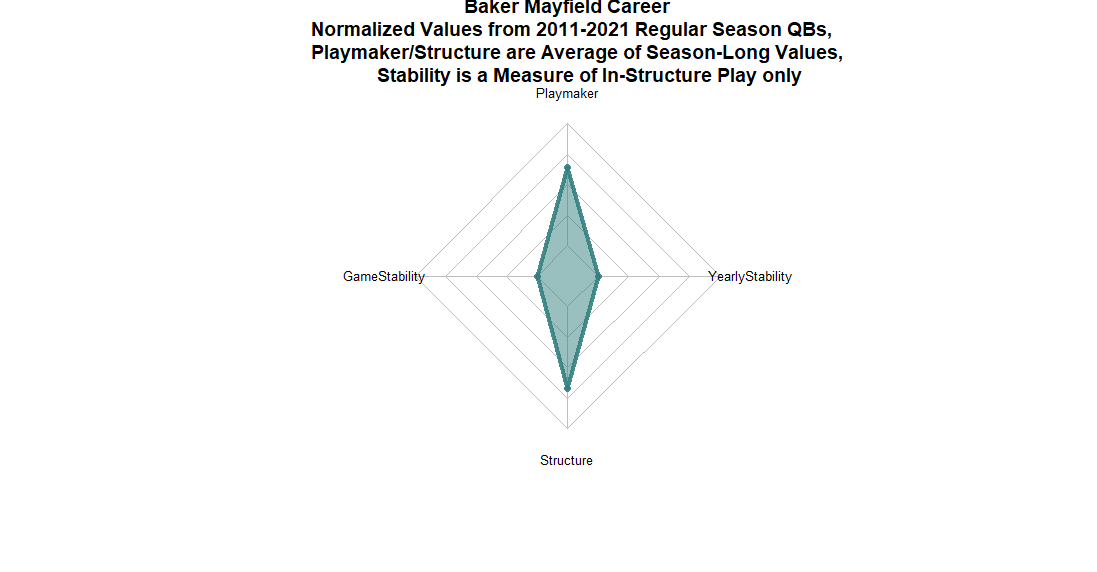 Baker Mayfield Career
Normalized Values from 2011-2021 Regular Season QBs,
Playmaker/Structure are Average of Season-Long Values,
Stability is a Measure of In-Structure Play only
Playmaker
GameStability
YearlyStability
Structure